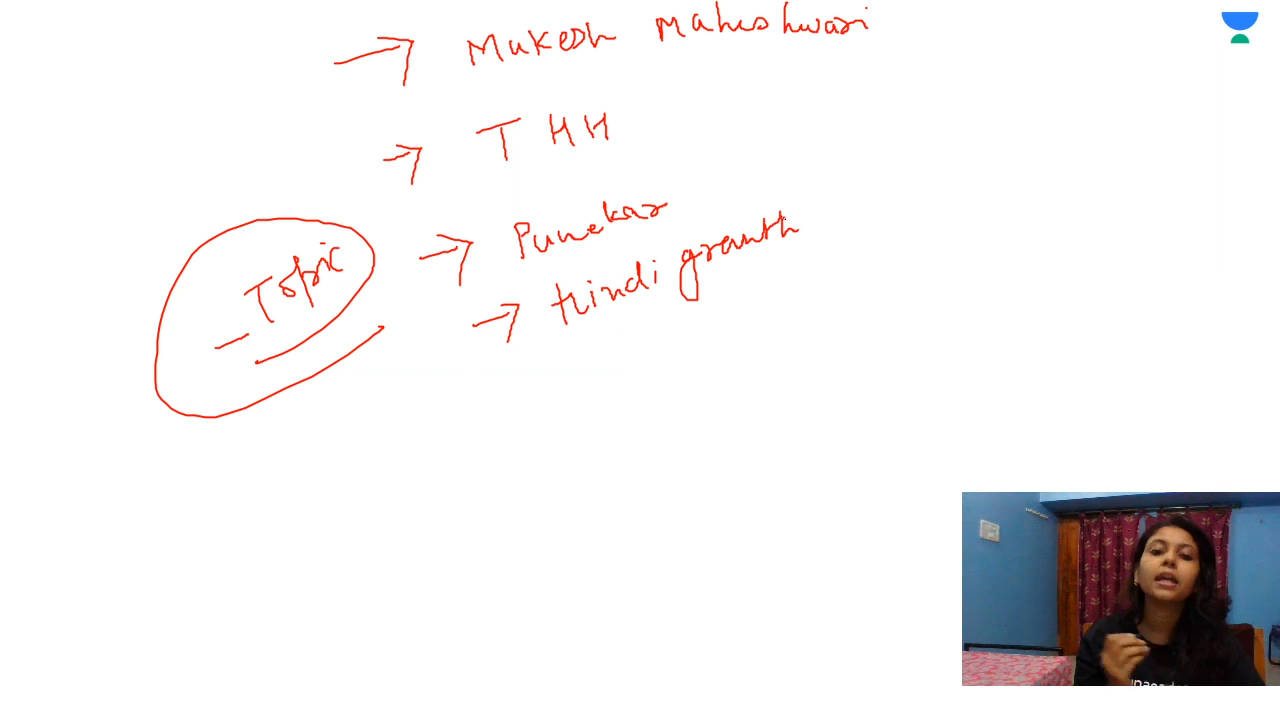 → Mukesh Maheshwari
→ THH
→ Punekar
- Topic
→ Hindi granth